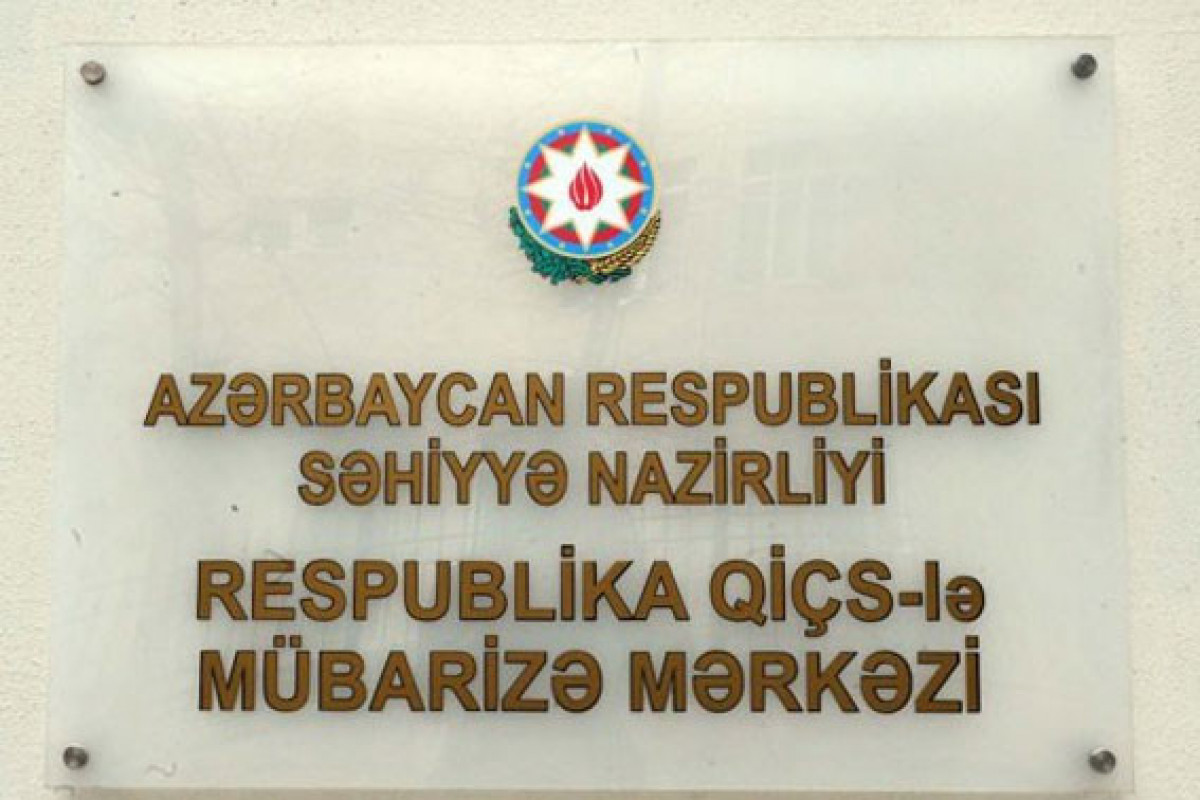 AZƏRBAYCAN RESPUBLİKASI
SƏHİYYƏ NAZİRLİYİ
RESPUBLİKA QİÇS-lə
MÜBARİZƏ MƏRKƏZİ